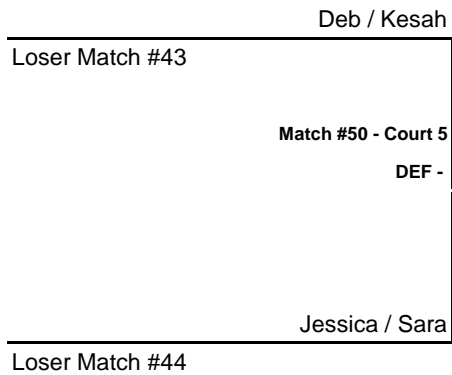 Deb / Kesah
Loser Match #43
Match #50 - Court 5
DEF -
Jessica / Sara
Loser Match #44